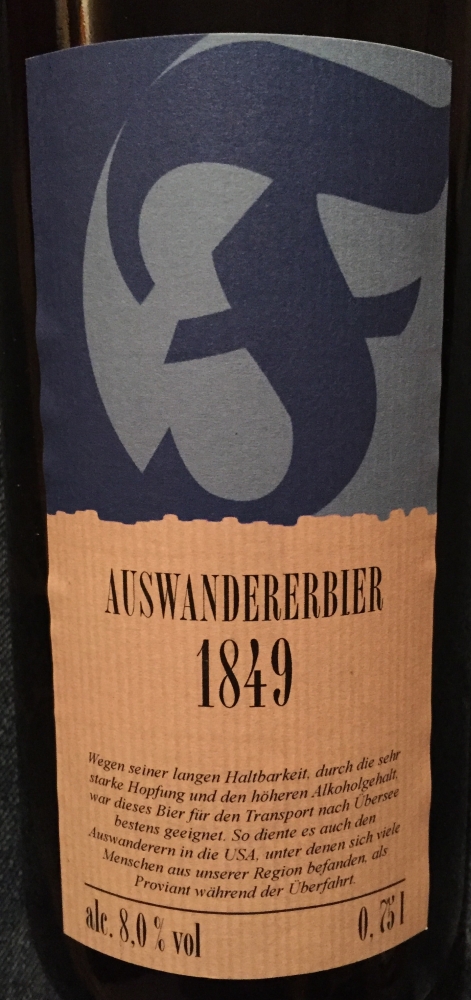 AUSWANDERERBIER
1849
Wegen seiner langen Haltbarkeit, durch die sehr
starke Hopfung und den höheren Alkoholgehalt,
war dieses Bier für den Transport nach Übersee
bestens geeignet. So diente es auch den
Auswanderern in die USA, unter denen sich viele
Menschen aus unserer Region befanden, als
Proviant während der Überfahrt.
alc. 8,0 % vol 0,75 l